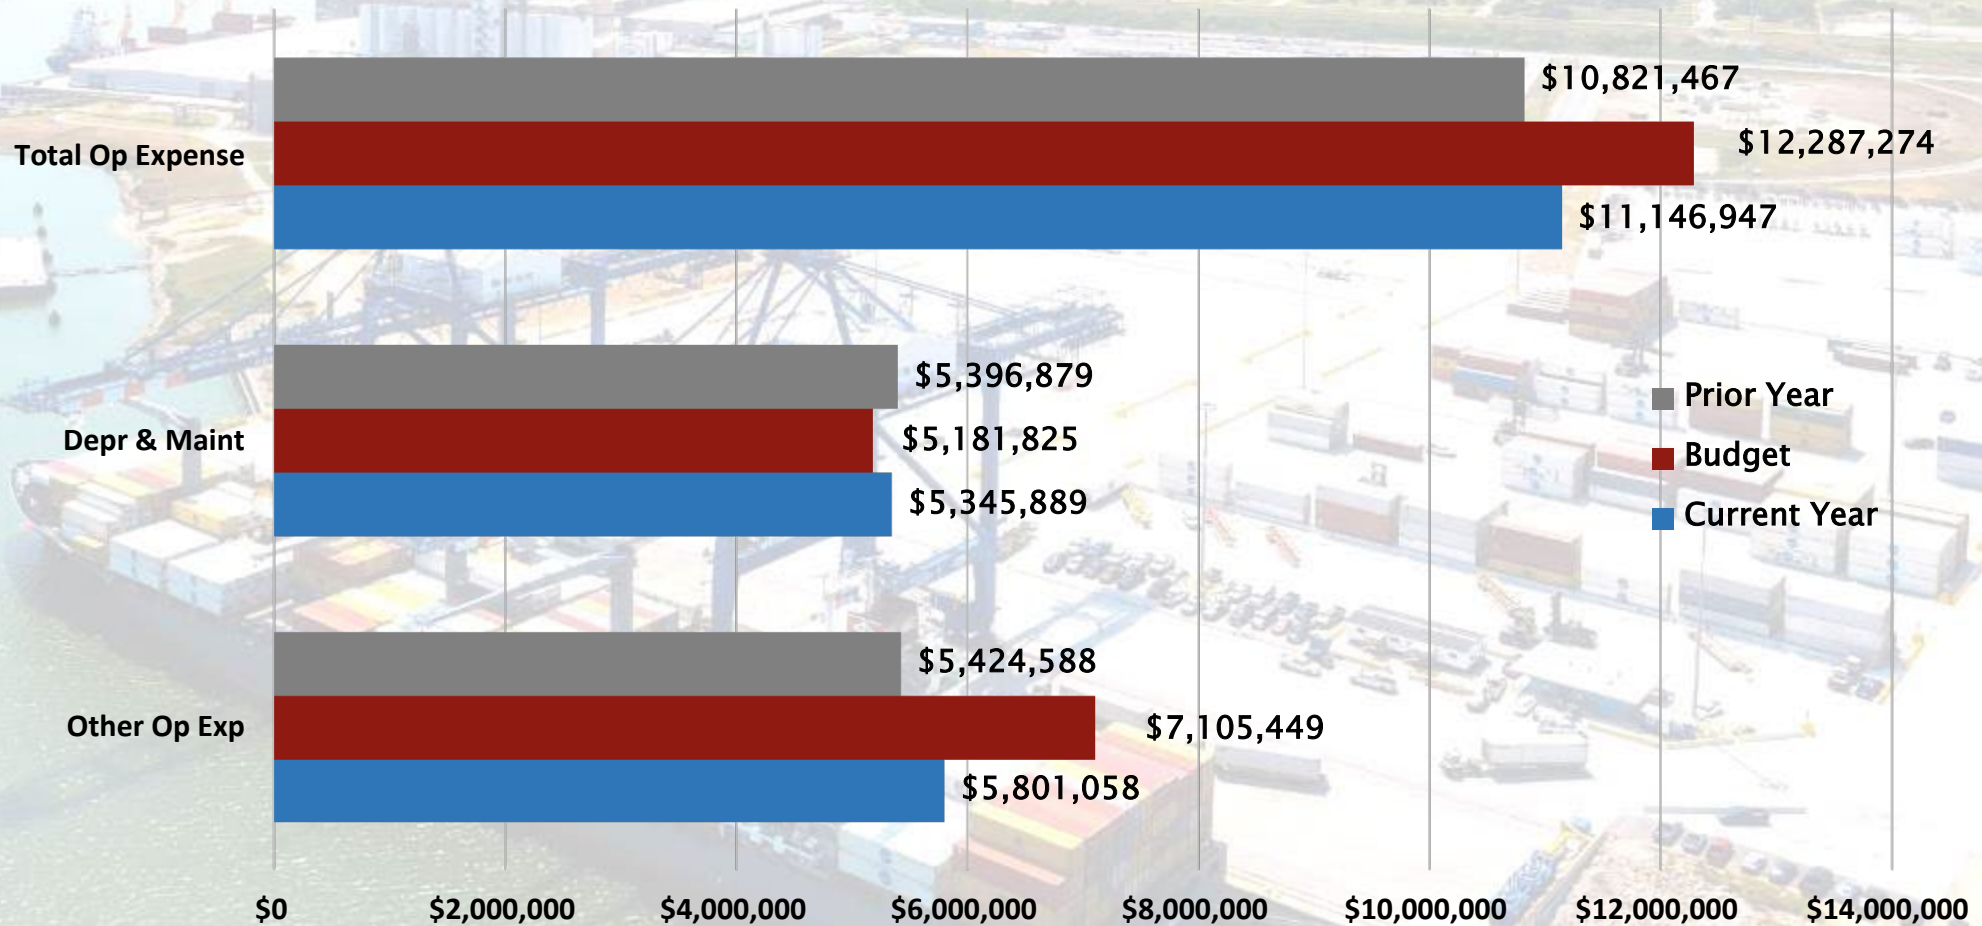 $10,821,467
Total Op Expense
$12,287,274
$11,146,947
$5,396,879
Depr & Maint
$5,181,825
$5,345,889
Prior Year
Budget
Current Year
$5,424,588
Other Op Exp
$7,105,449
$5,801,058
$0 $2,000,000 $4,000,000 $6,000,000 $8,000,000 $10,000,000 $12,000,000 $14,000,000